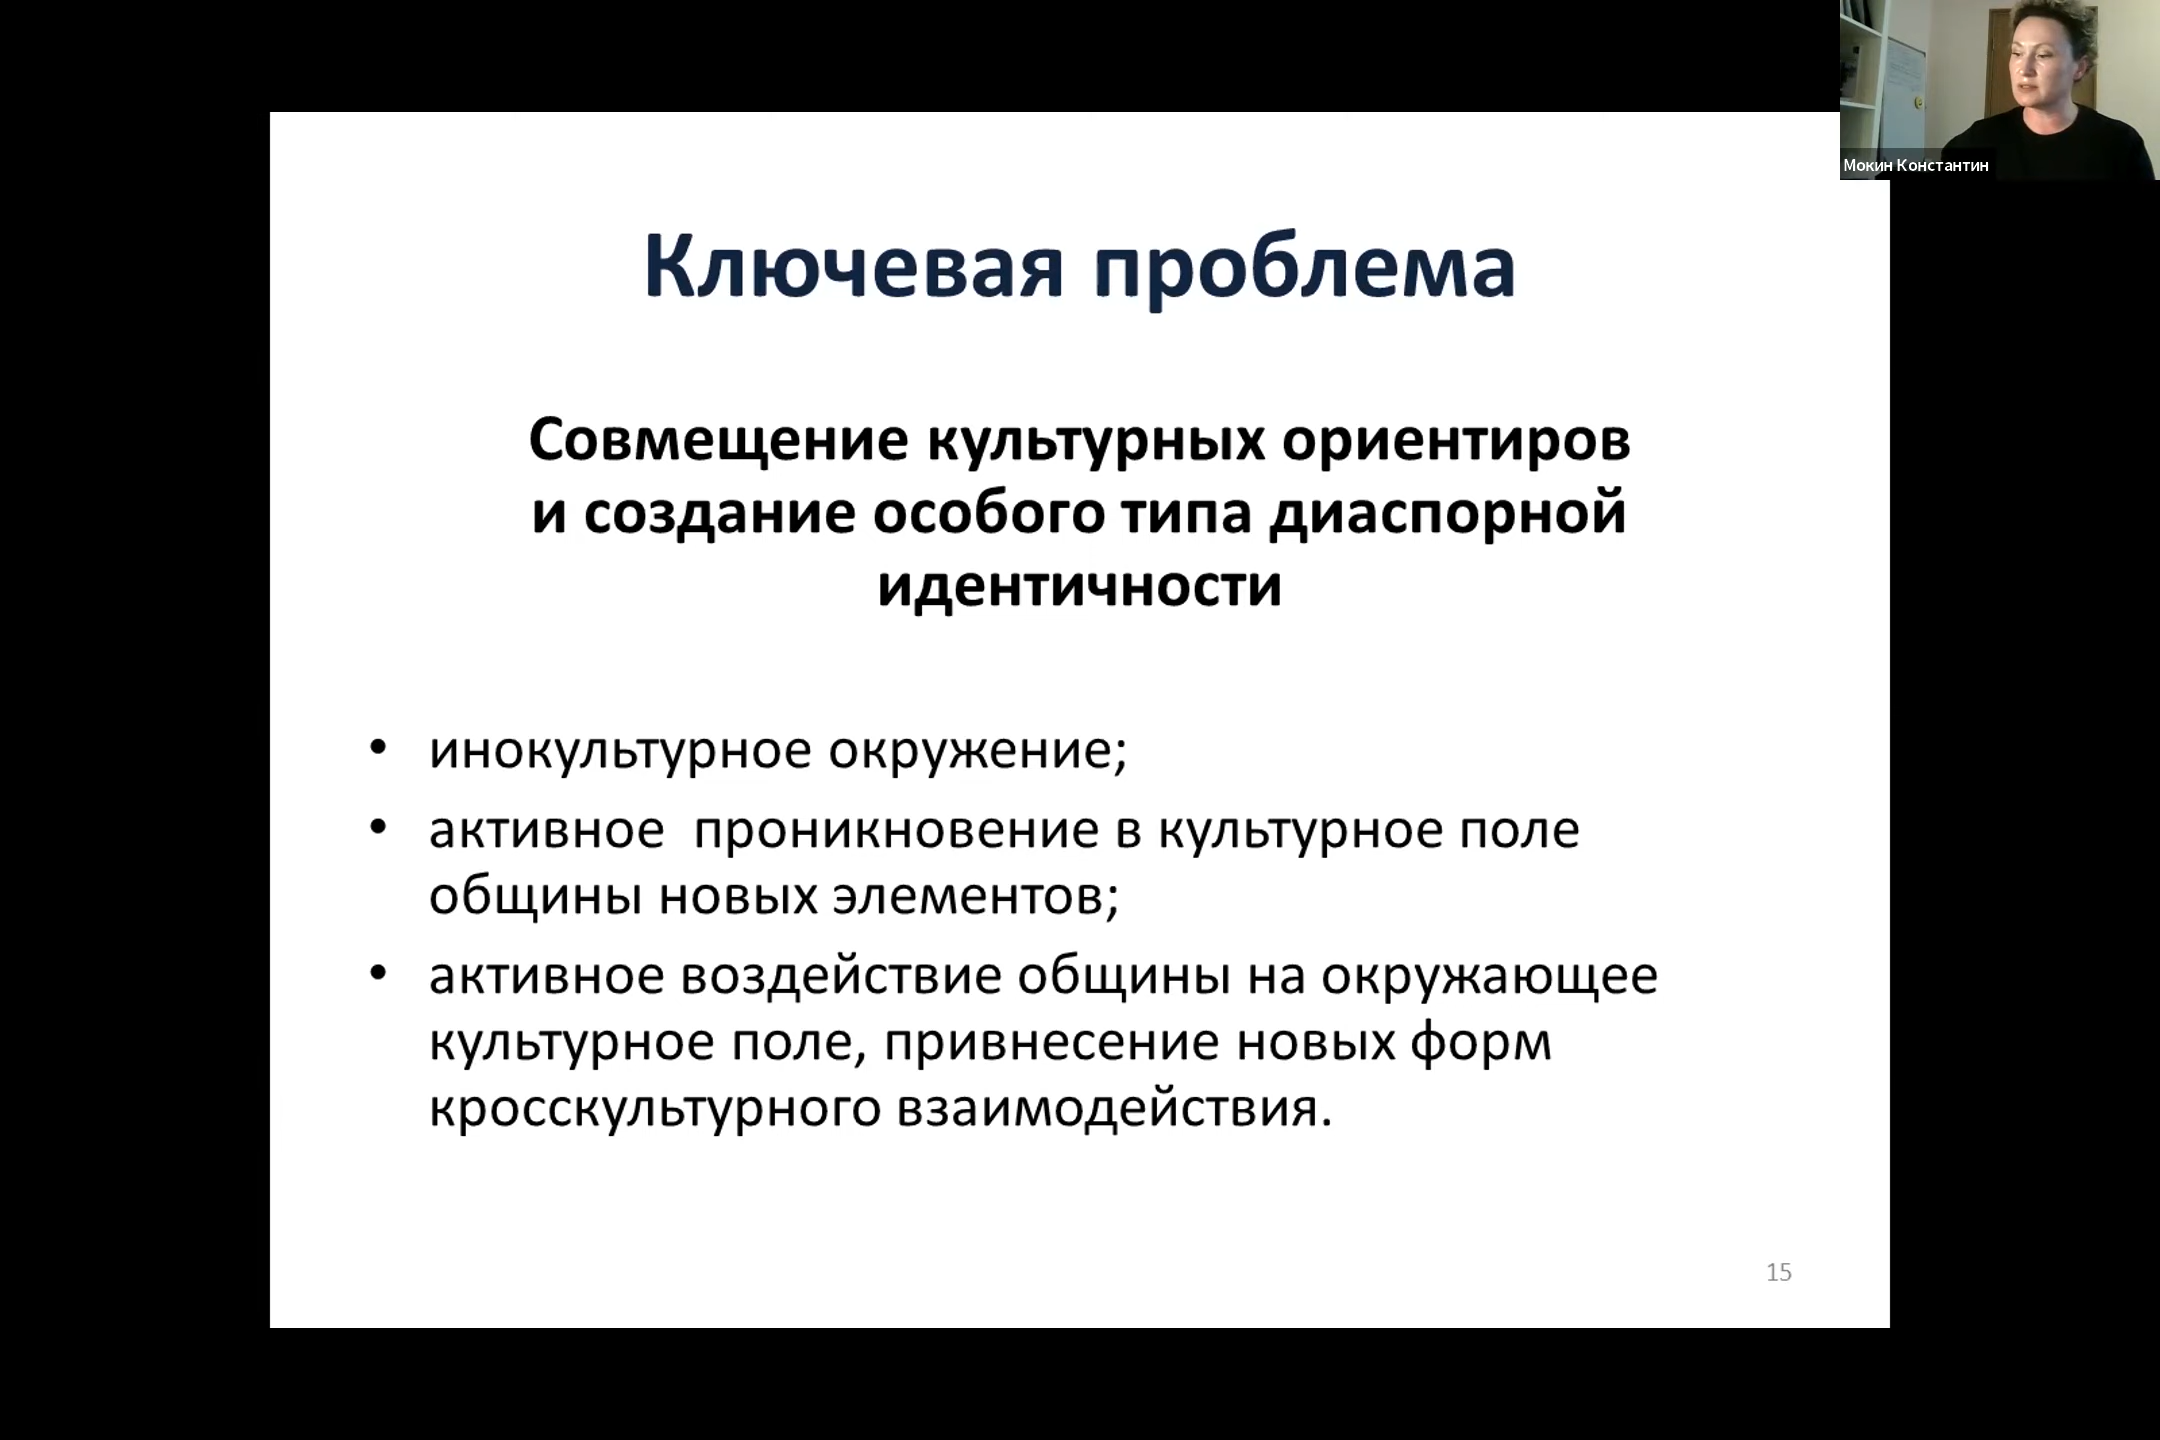 Мокин Константин
Ключевая проблема
Совмещение культурных ориентиров
и создание особого типа диаспорной
идентичности
• инокультурное окружение;
• активное  проникновение в культурное поле
общины новых элементов;
• активное воздействие общины на окружающее
культурное поле, привнесение новых форм
кросскультурного взаимодействия.
15